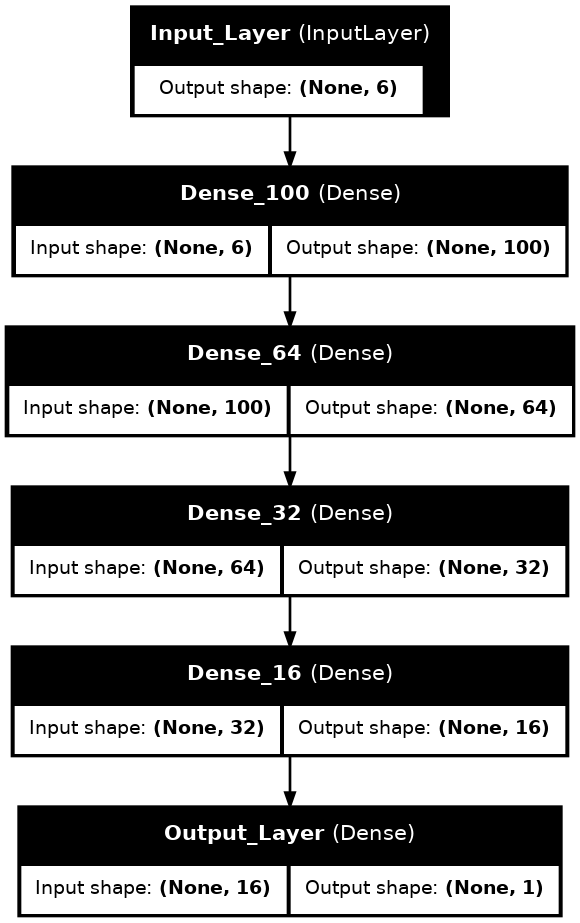 Input_Layer (InputLayer)
Output shape: (None, 6)
Dense_100 (Dense)
Input shape: (None, 6) Output shape: (None, 100)
Dense_64 (Dense)
Input shape: (None, 100) Output shape: (None, 64)
Dense_32 (Dense)
Input shape: (None, 64) Output shape: (None, 32)
Dense_16 (Dense)
Input shape: (None, 32) Output shape: (None, 16)
Output_Layer (Dense)
Input shape: (None, 16) Output shape: (None, 1)